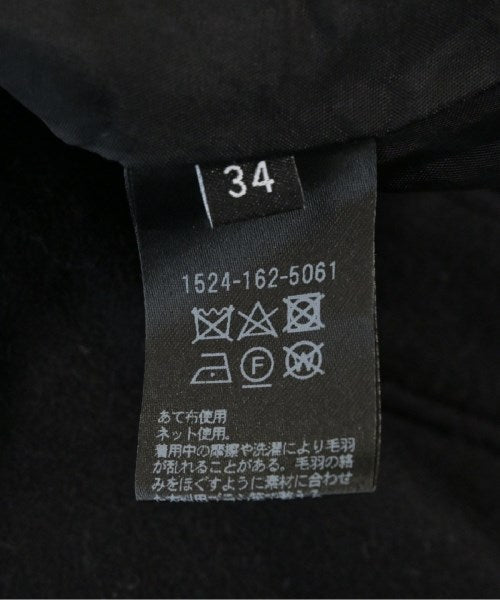 34
1524-162-5061
F
W
あて布使用
ネット使用。
着用中の摩擦や洗濯により毛羽
が乱れることがある。毛羽の絡
みをほぐすように素材に合わせ